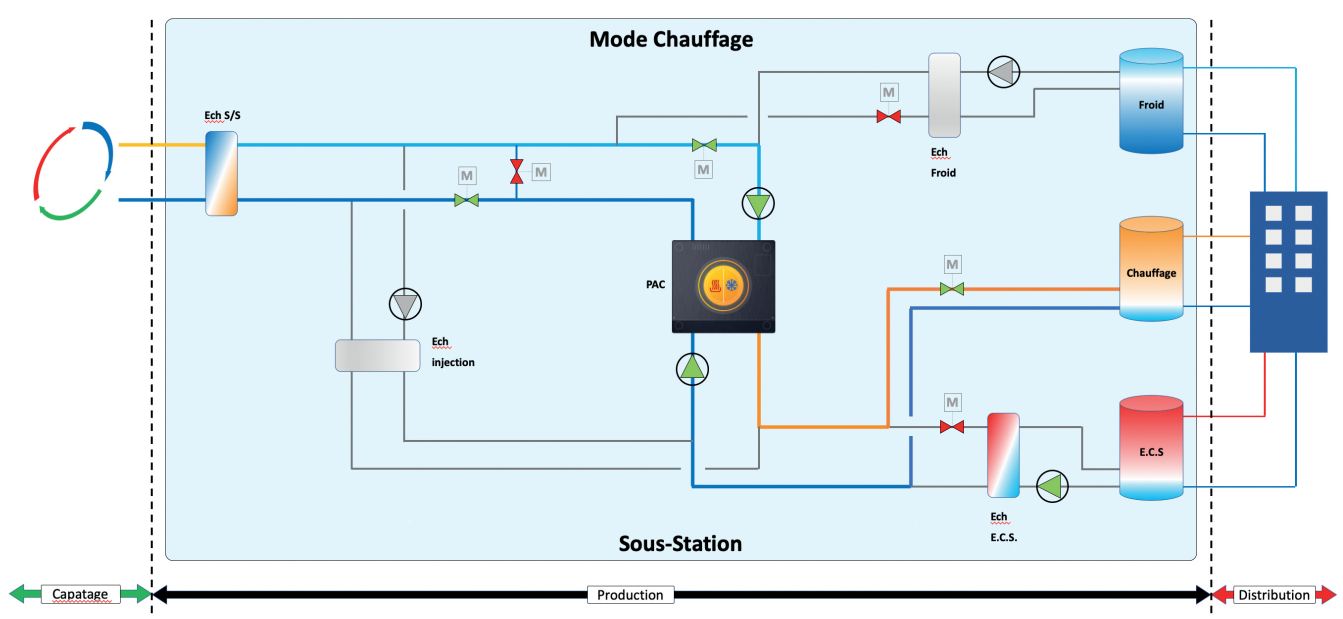 Mode Chauffage
Ech S/S
M
M
M
M
Ech
Froid
Froid
PAC
M
Chauffage
Ech
injection
M
E.C.S
Ech
E.C.S.
Sous-Station
Capatage
Production
Distribution